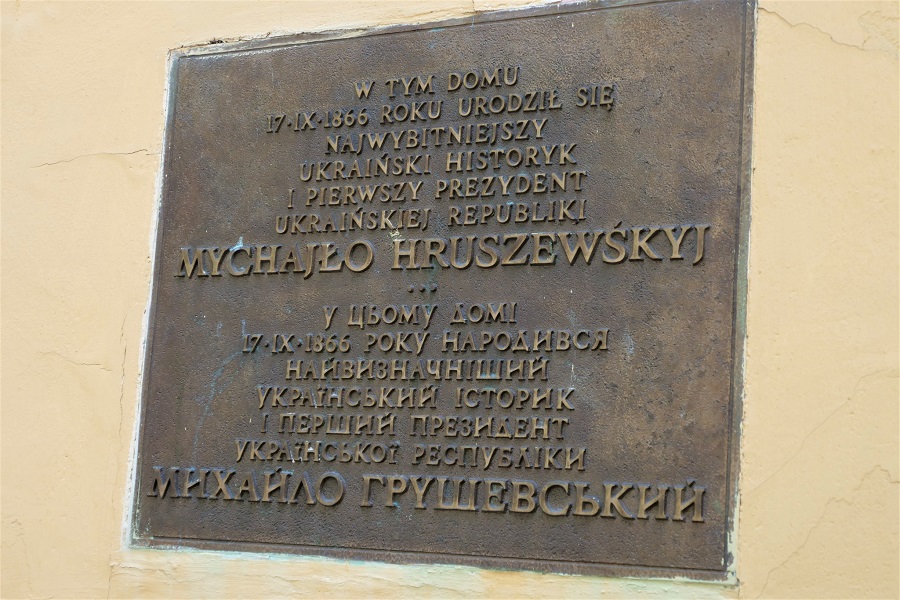 W TYM DOMU
17·IX·1866 ROKU URODZIŁ SIĘ
NAJWYBITNIEJSZY
UKRAIŃSKI HISTORYK
I PIERWSZY PREZYDENT
UKRAIŃSKIEJ REPUBLIKI
MYCHAJŁO HRUSZEWŚKYJ
•••
У ЦЬОМУ ДОМІ
17·IX·1866 РОКУ НАРОДИВСЯ
НАЙВИЗНАЧНІШИЙ
УКРАЇНСЬКИЙ ІСТОРИК
І ПЕРШИЙ ПРЕЗИДЕНТ
УКРАЇНСЬКОЇ РЕСПУБЛІКИ
МИХАЙЛО ГРУШЕВСЬКИЙ